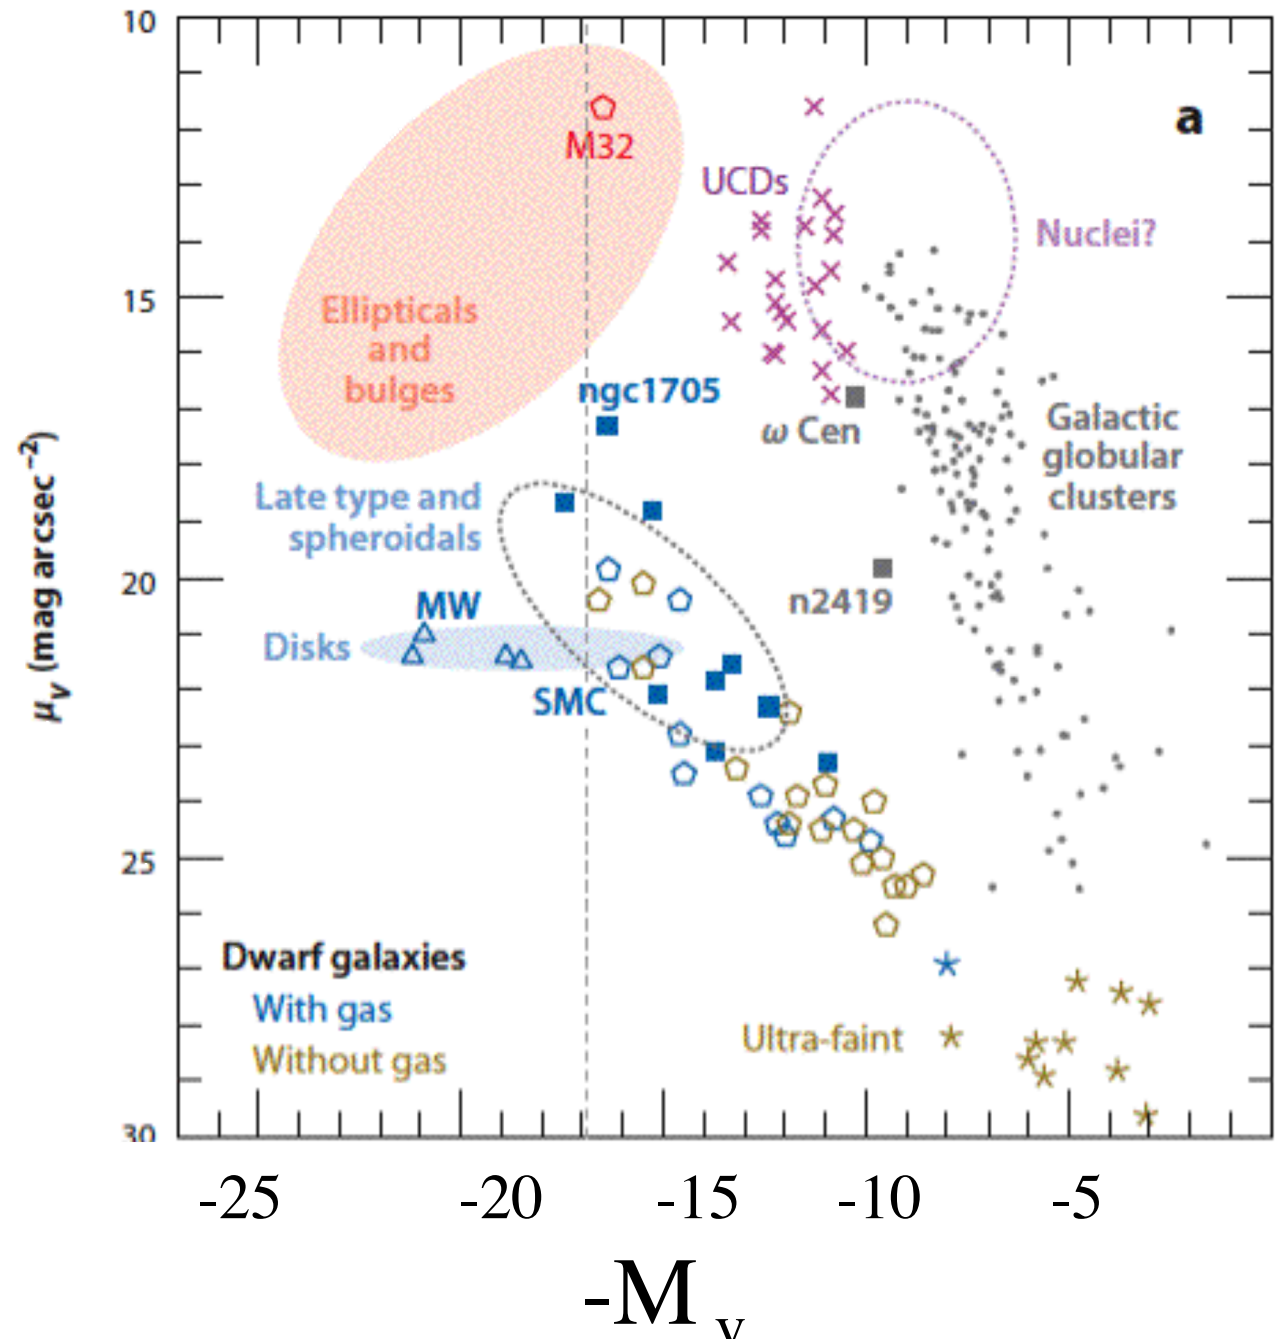 10
a
M32
UCDs
Nuclei?
15
Ellipticals
and
bulges
ngc1705
ω Cen
Galactic
globular
clusters
Late type and
spheroidals
20
n2419
MW
Disks
SMC
μv (mag arcsec−2)
25
Dwarf galaxies
With gas
Without gas
Ultra-faint
30
-25 -20 -15 -10 -5
-Mv